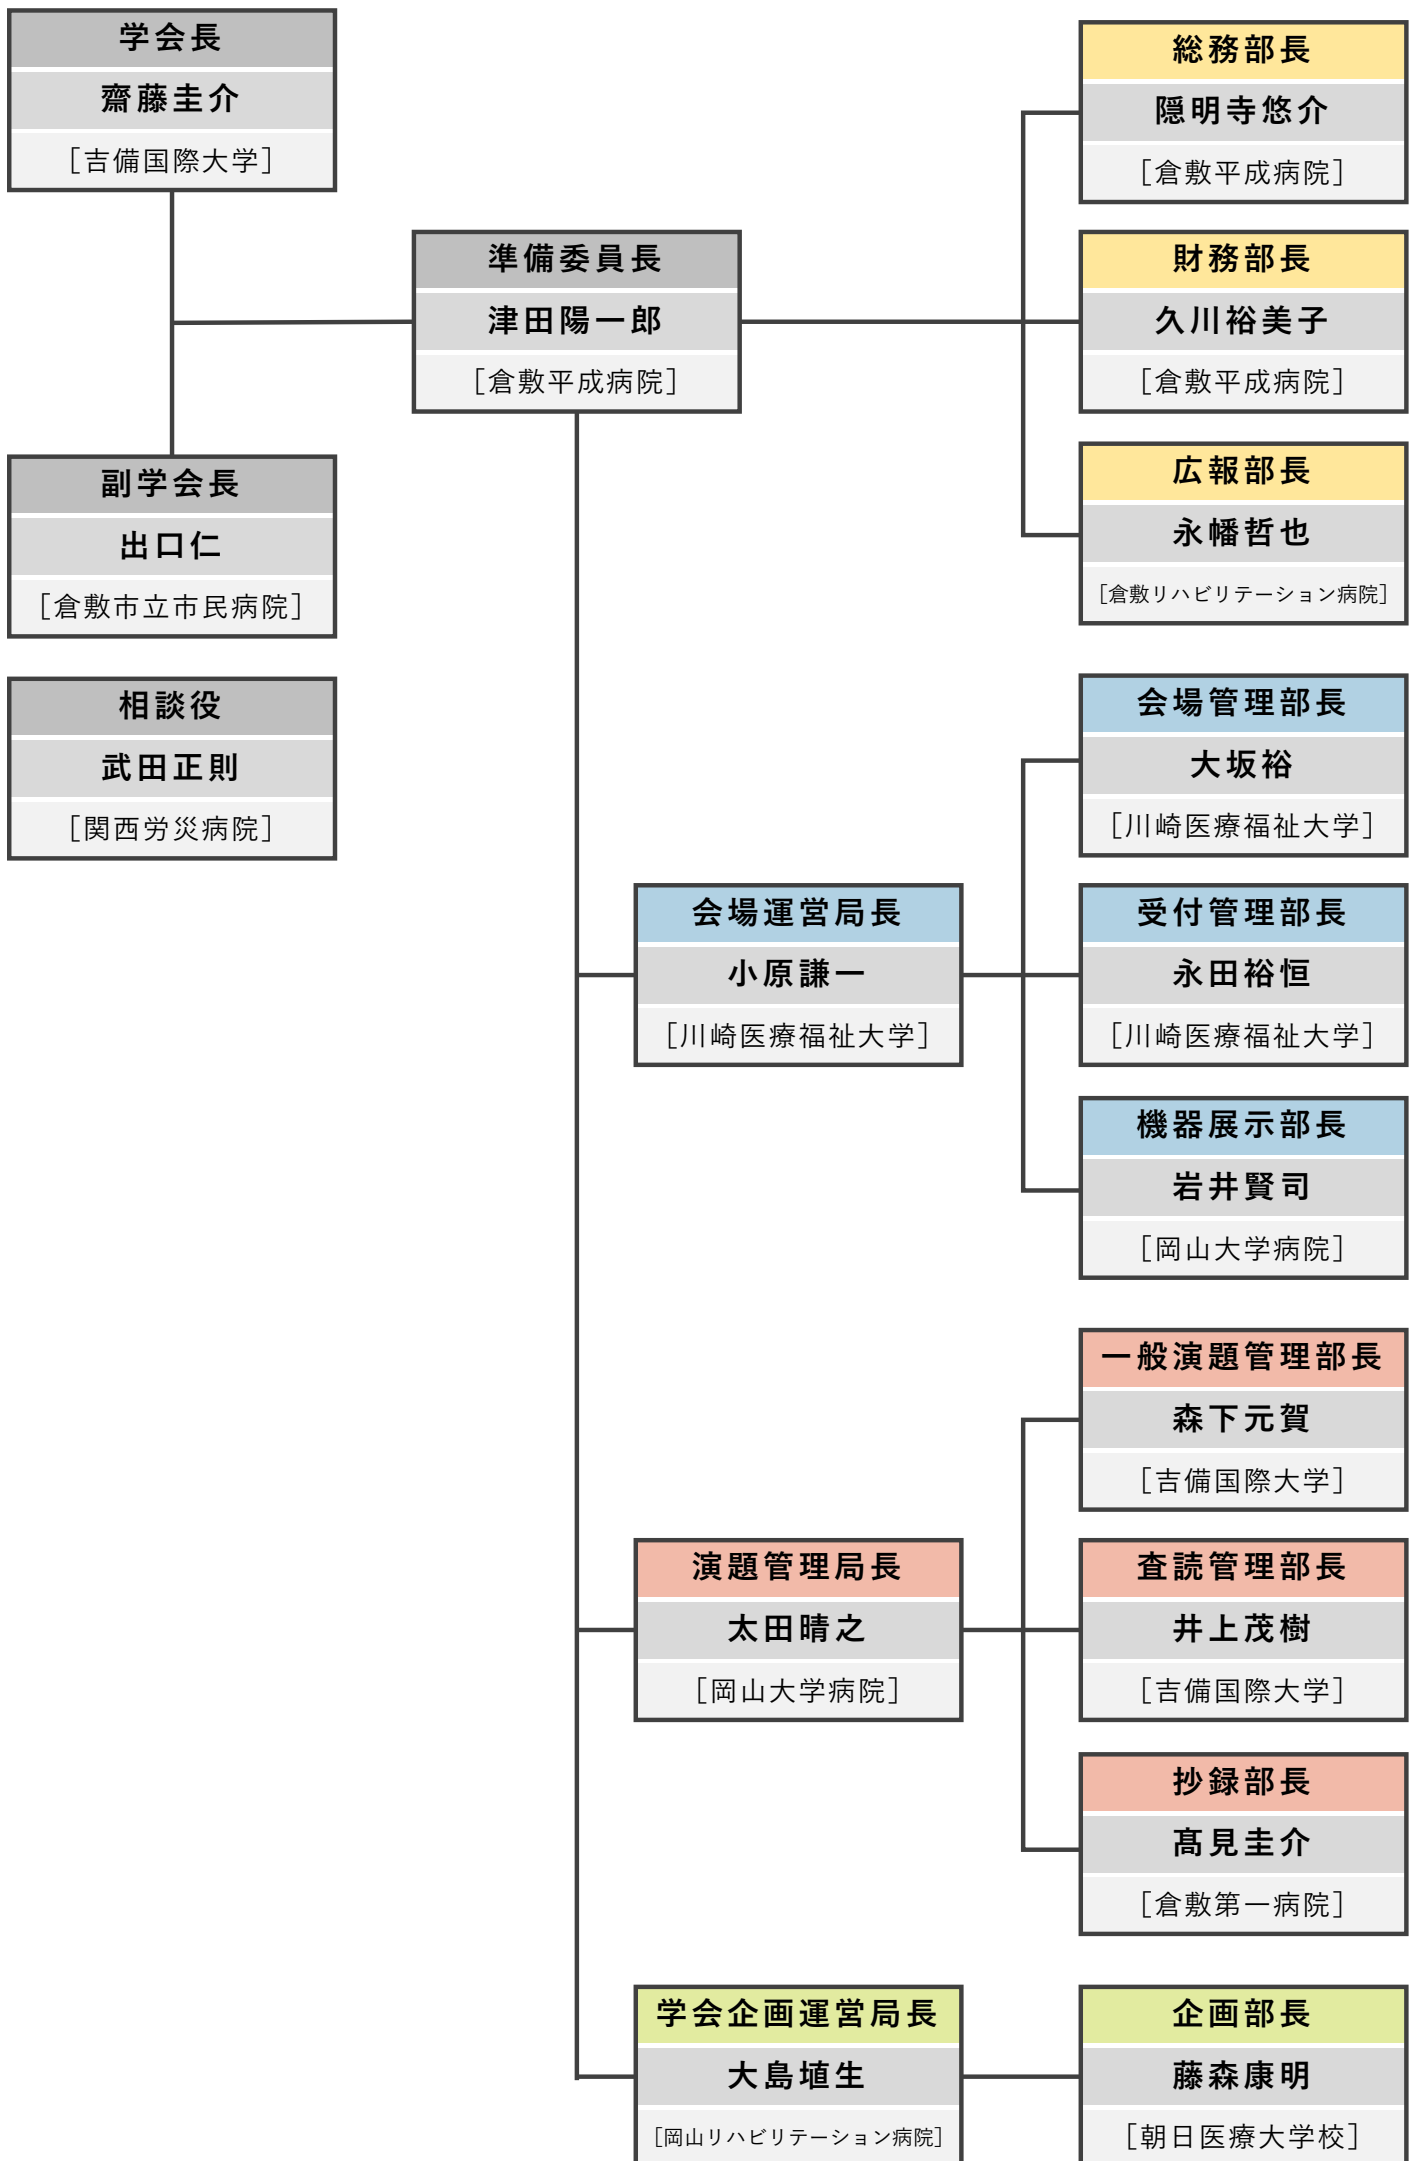 学会長
齋藤圭介
［吉備国際大学］
副学会長
出口仁
［倉敷市立市民病院］
相談役
武田正則
［関西労災病院］
準備委員長
津田陽一郎
［倉敷平成病院］
総務部長
隠明寺悠介
［倉敷平成病院］
財務部長
久川裕美子
［倉敷平成病院］
広報部長
永幡哲也
［倉敷リハビリテーション病院］
会場運営局長
小原謙一
［川崎医療福祉大学］
会場管理部長
大坂裕
［川崎医療福祉大学］
受付管理部長
永田裕恒
［川崎医療福祉大学］
機器展示部長
岩井賢司
［岡山大学病院］
演題管理局長
太田晴之
［岡山大学病院］
一般演題管理部長
森下元賀
［吉備国際大学］
査読管理部長
井上茂樹
［吉備国際大学］
抄録部長
髙見圭介
［倉敷第一病院］
学会企画運営局長
大島埴生
［岡山リハビリテーション病院］
企画部長
藤森康明
［朝日医療大学校］